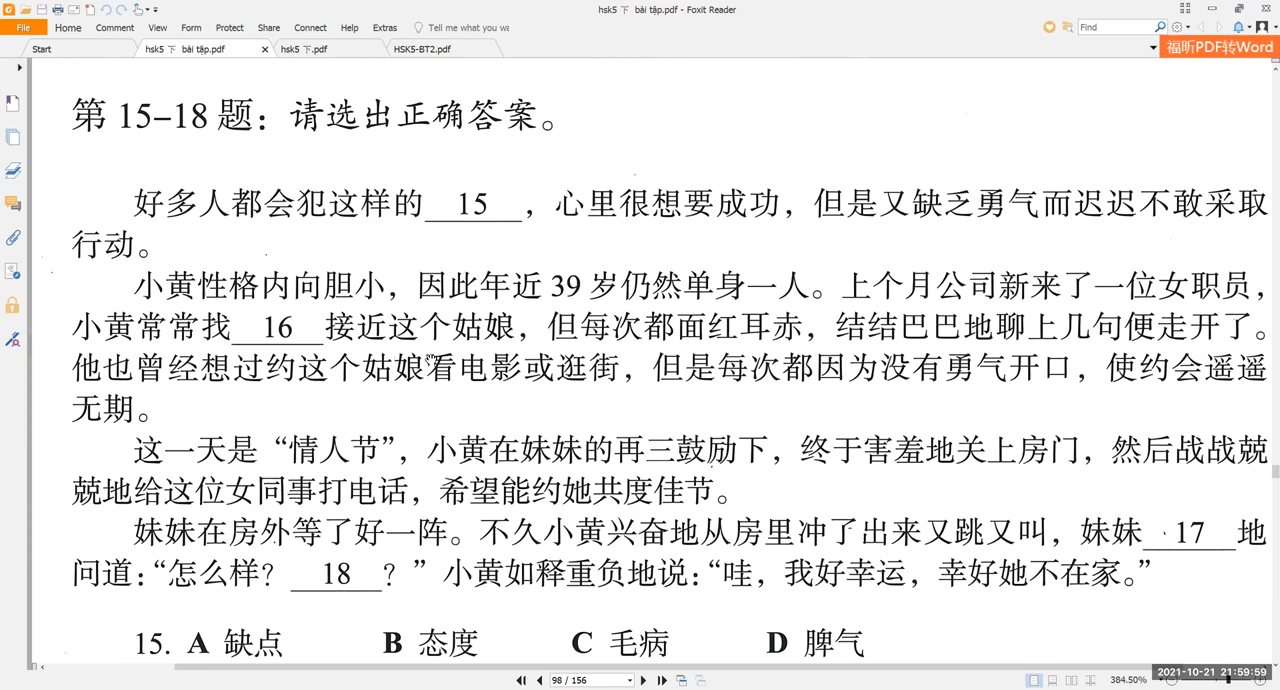 hsk5 下 bài tập.pdf - Foxit Reader
File Home Comment View Form Protect Share Connect Help Extras Tell me what you wa Find
Start hsk5 下 bài tập.pdf hsk5 下.pdf HSK5-BT2.pdf 福昕PDF转Word
第 15-18 题：请选出正确答案。
好多人都会犯这样的 15 ，心里很想要成功，但是又缺乏勇气而迟迟不敢采取
行动。
小黄性格内向胆小，因此年近 39 岁仍然单身一人。上个月公司新来了一位女职员，
小黄常常找 16 接近这个姑娘，但每次都面红耳赤，结结巴巴地聊上几句便走开了。
他也曾经想过约这个姑娘看电影或逛街，但是每次都因为没有勇气开口，使约会遥遥
无期。
这一天是“情人节”，小黄在妹妹的再三鼓励下，终于害羞地关上房门，然后战战兢
兢地给这位女同事打电话，希望能约她共度佳节。
妹妹在房外等了好一阵。不久小黄兴奋地从房里冲了出来又跳又叫，妹妹 17 地
问道：“怎么样？ 18 ？”小黄如释重负地说：“哇，我好幸运，幸好她不在家。”
15. A 缺点 B 态度 C 毛病 D 脾气
98 / 156 384.50%
2021-10-21 21:59:59